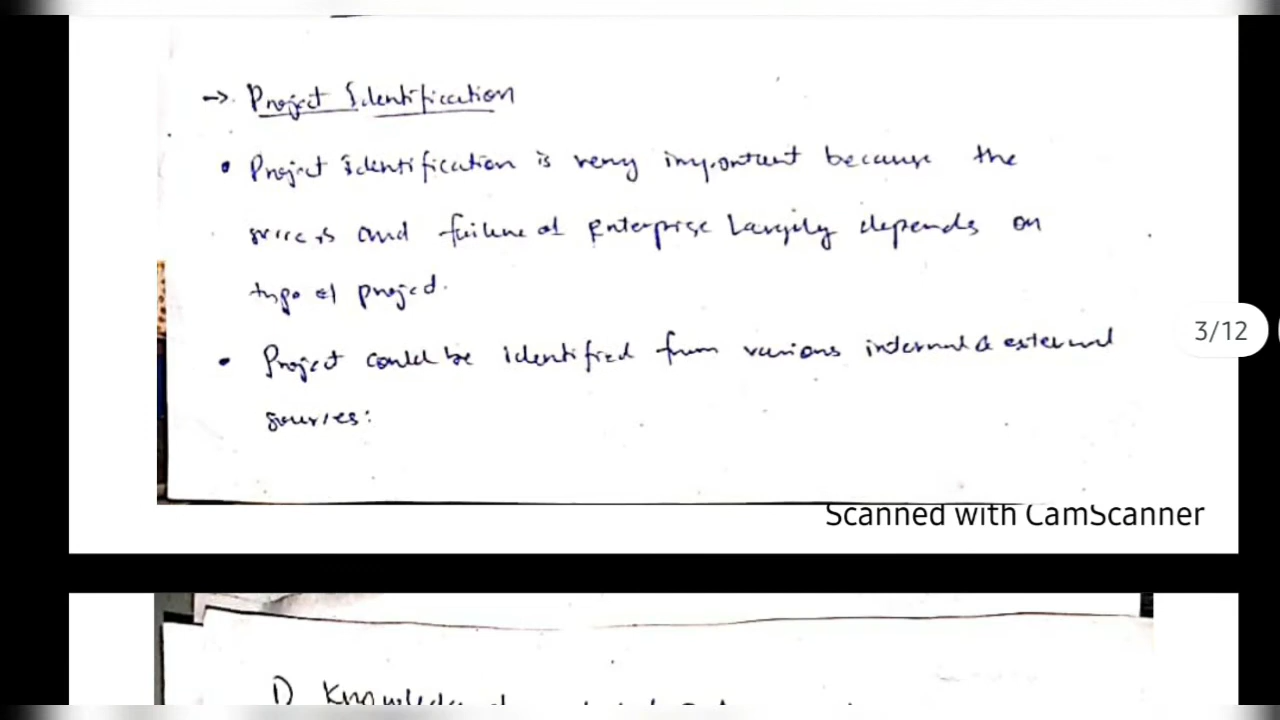 → Project Identification
• Project identification is very important because the
success and failure of Enterprise Largely depends on
type of project.
• Project could be identified from various internal & external
sources:
3/12
Scanned with CamScanner
Knowledge